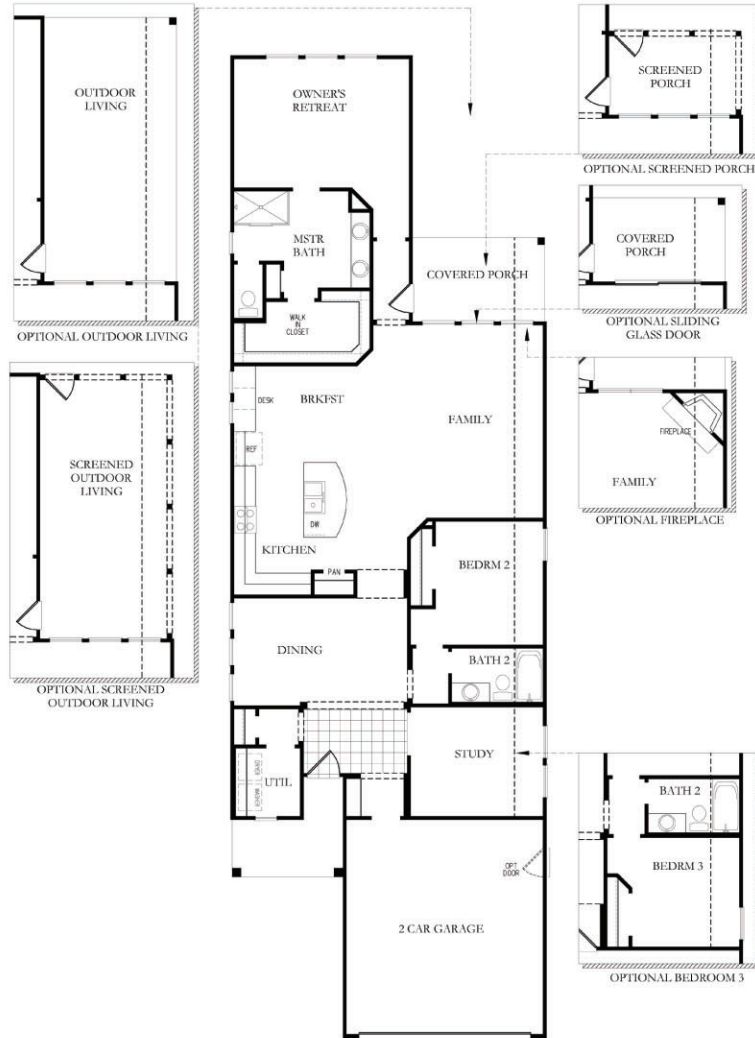 OUTDOOR
LIVING
OPTIONAL OUTDOOR LIVING
SCREENED
OUTDOOR
LIVING
OPTIONAL SCREENED
OUTDOOR LIVING
OWNER'S
RETREAT
MSTR
BATH
WALK
IN
CLOSET
COVERED PORCH
DESK
BRKFST
FAMILY
REF
DW
KITCHEN
PAN
BEDRM 2
DINING
BATH 2
STUDY
UTIL
DRYER
WASHER
OPT
DOOR
2 CAR GARAGE
SCREENED
PORCH
OPTIONAL SCREENED PORCH
COVERED
PORCH
OPTIONAL SLIDING
GLASS DOOR
FIREPLACE
FAMILY
OPTIONAL FIREPLACE
BATH 2
BEDRM 3
OPTIONAL BEDROOM 3